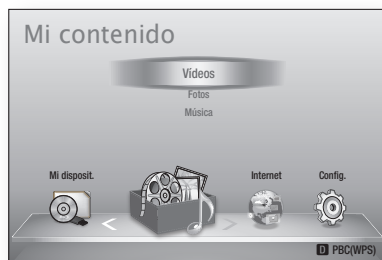 Mi contenido
Vídeos
Fotos
Música
Mi disposit.
Internet
Config.
D PBC(WPS)